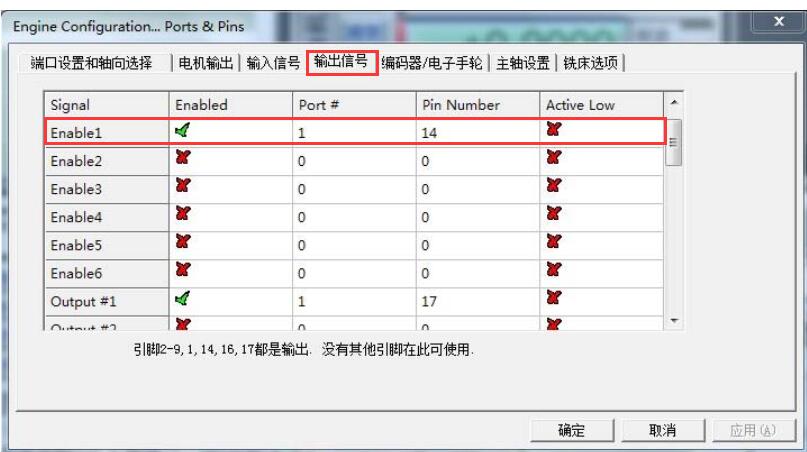 Engine Configuration... Ports & Pins
x
端口设置和轴向选择 电机输出 输入信号 输出信号 编码器/电子手轮 主轴设置 铣床选项
Signal Enabled Port # Pin Number Active Low
Enable1 1 14
Enable2 0 0
Enable3 0 0
Enable4 0 0
Enable5 0 0
Enable6 0 0
Output #1 1 17
Output #2 0 0
引脚2-9,1,14,16,17都是输出. 没有其他引脚在此可使用.
确定 取消 应用(A)